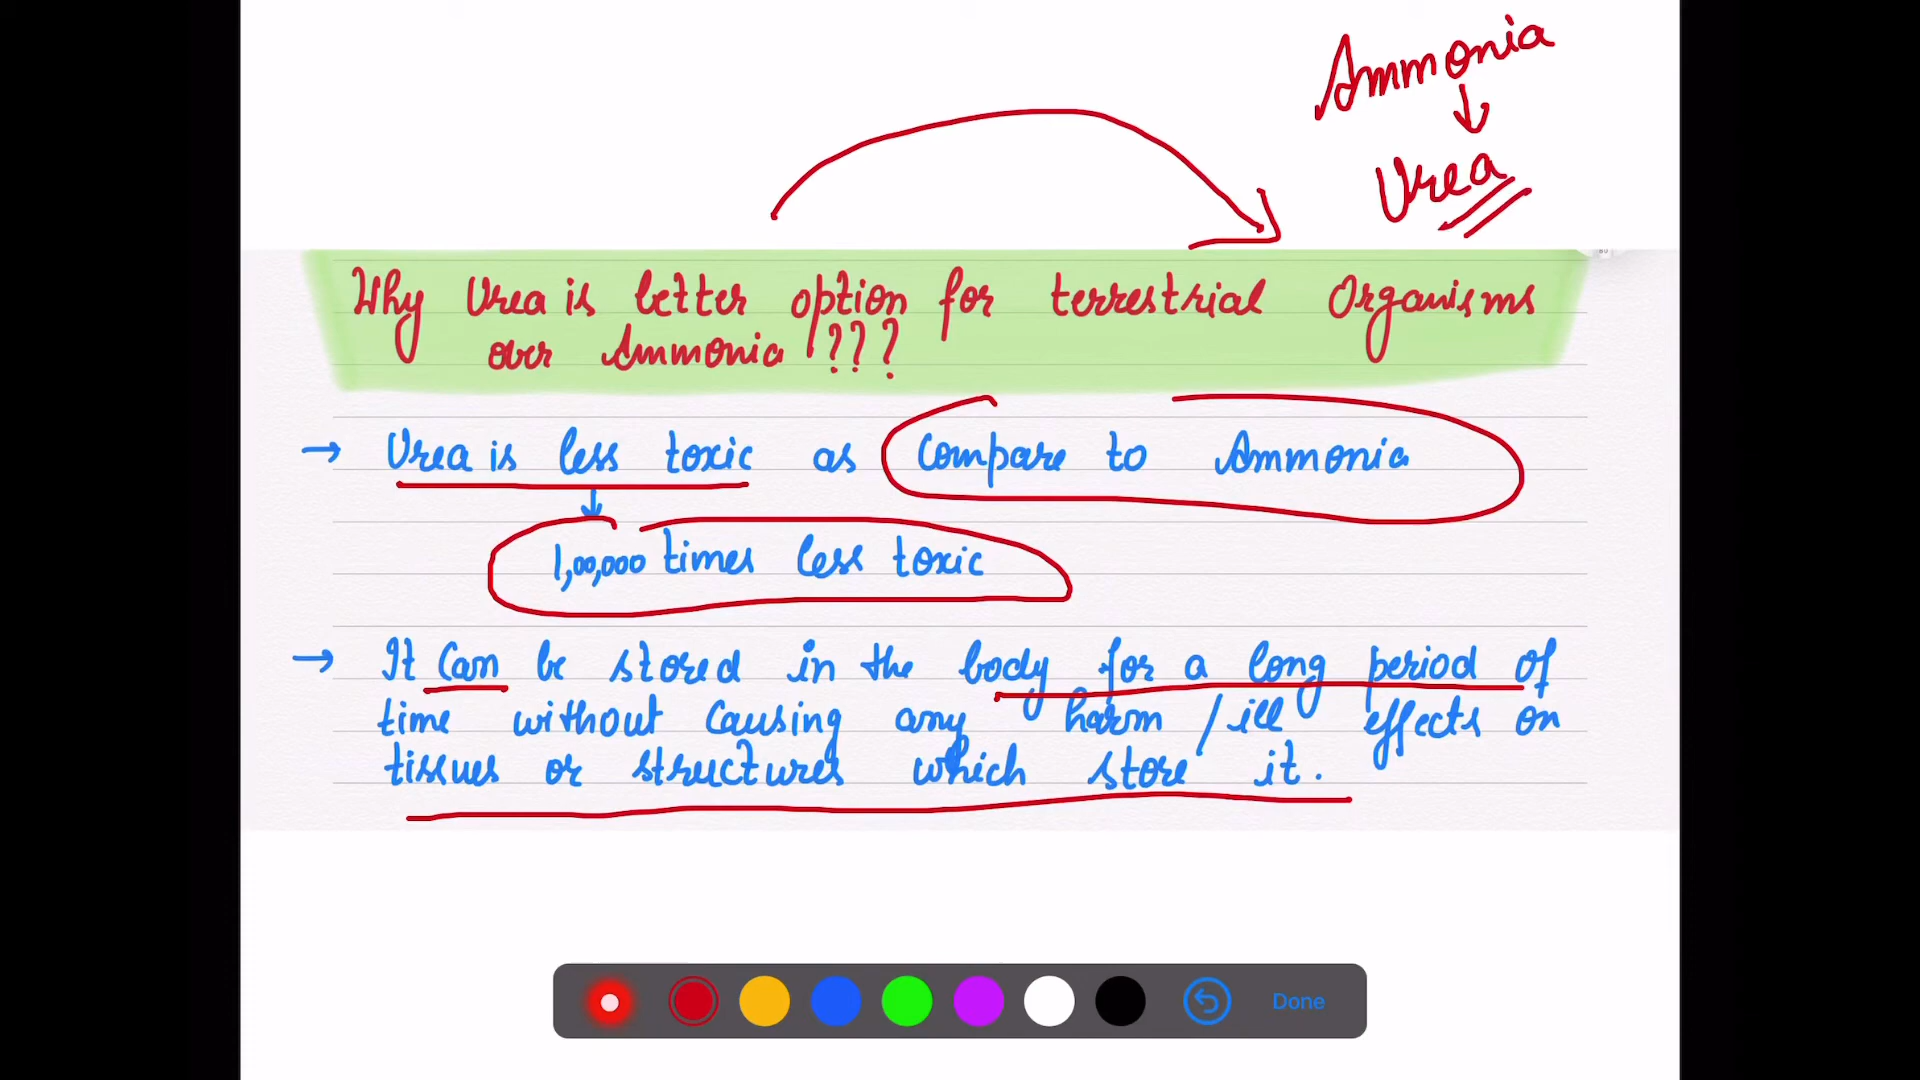 Ammonia
Urea
Why Urea is better option for terrestrial Organisms
over Ammonia ???
→ Urea is less toxic as Compare to Ammonia
1,00,000 times less toxic
→ It Can be stored in the body for a long period of
time without Causing any harm / ill effects on
tissues or structures which store it.
Done